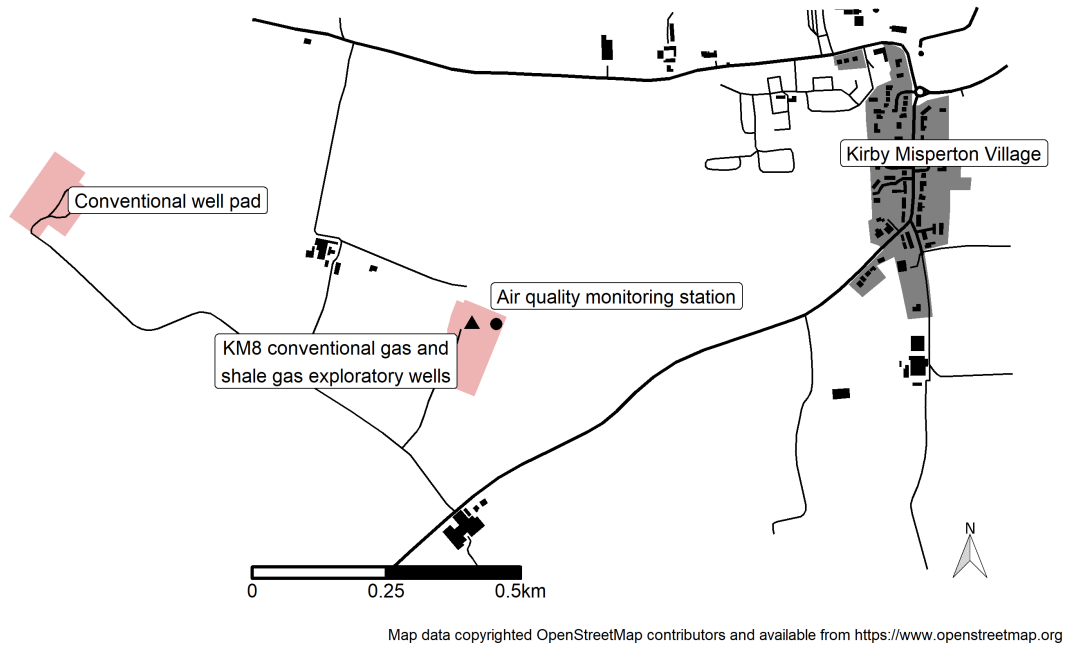 Kirby Misperton Village
Conventional well pad
Air quality monitoring station
KM8 conventional gas and
shale gas exploratory wells
N
0
0.25
0.5km
Map data copyrighted OpenStreetMap contributors and available from https://www.openstreetmap.org